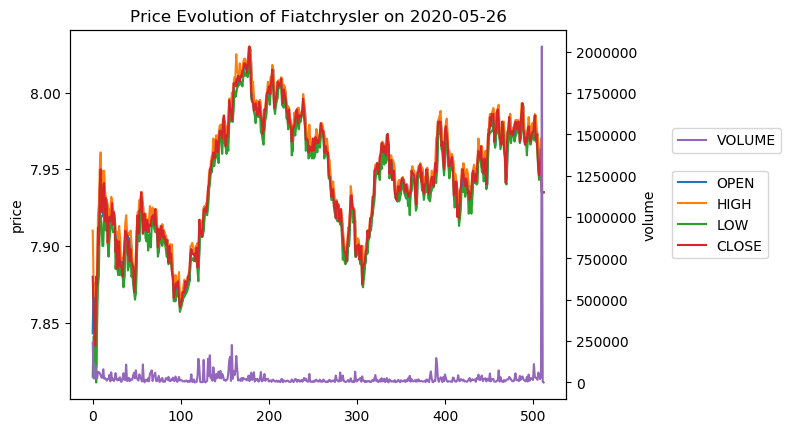 Price Evolution of Fiatchrysler on 2020-05-26
price
8.00
7.95
7.90
7.85
0
100
200
300
400
500
2000000
1750000
1500000
1250000
1000000
750000
500000
250000
0
volume
VOLUME
OPEN
HIGH
LOW
CLOSE